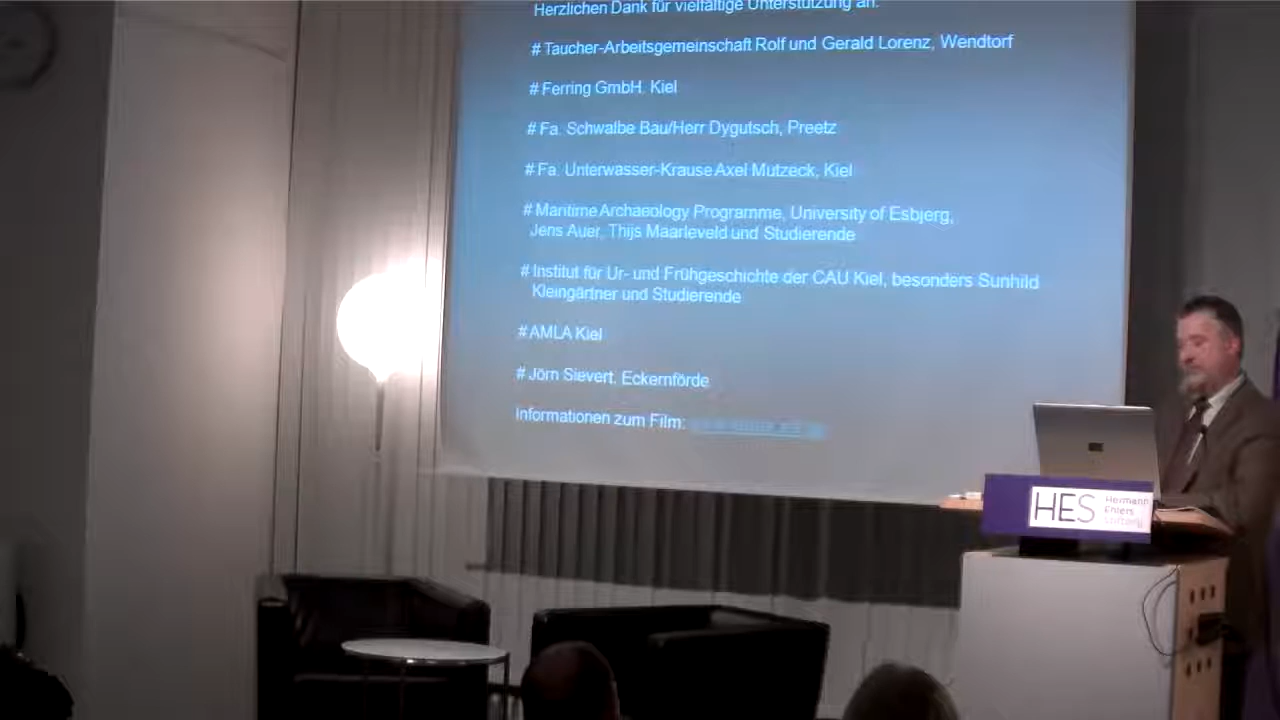 Herzlichen Dank für vielfältige Unterstützung an:
# Taucher-Arbeitsgemeinschaft Rolf und Gerald Lorenz, Wendtorf
# Ferring GmbH. Kiel
# Fa. Schwalbe Bau/Herr Dygutsch, Preetz
# Fa. Unterwasser-Krause Axel Mutzeck, Kiel
# Maritime Archaeology Programme, University of Esbjerg,
Jens Auer, Thijs Maarleveld und Studierende
# Institut für Ur- und Frühgeschichte der CAU Kiel, besonders Sunhild
Kleingärtner und Studierende
# AMLA Kiel
# Jörn Sievert, Eckernförde
Informationen zum Film:
HES
Hermann
Ehlers
Stiftung